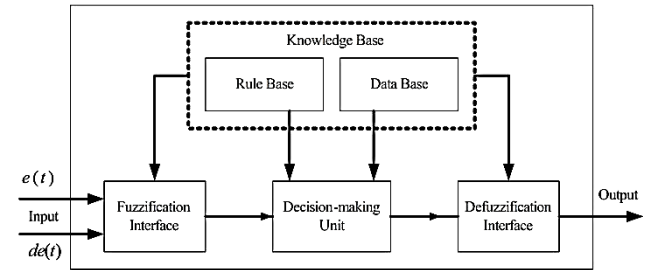 Knowledge Base
Rule Base
Data Base
e(t)
Input
de(t)
Fuzzification
Interface
Decision-making
Unit
Defuzzification
Interface
Output